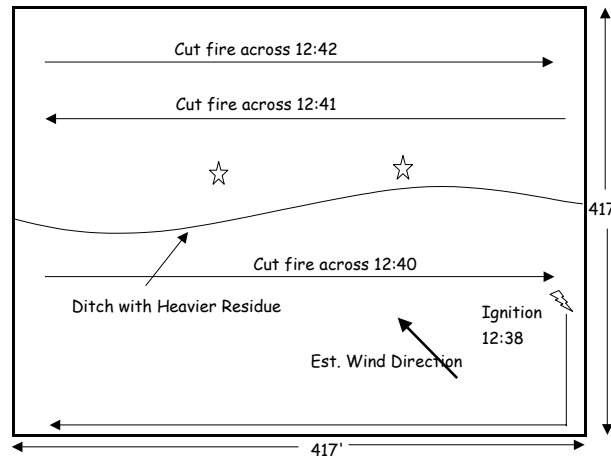 Cut fire across 12:42
Cut fire across 12:41
417'
Cut fire across 12:40
Ditch with Heavier Residue
Ignition
12:38
Est. Wind Direction
417'